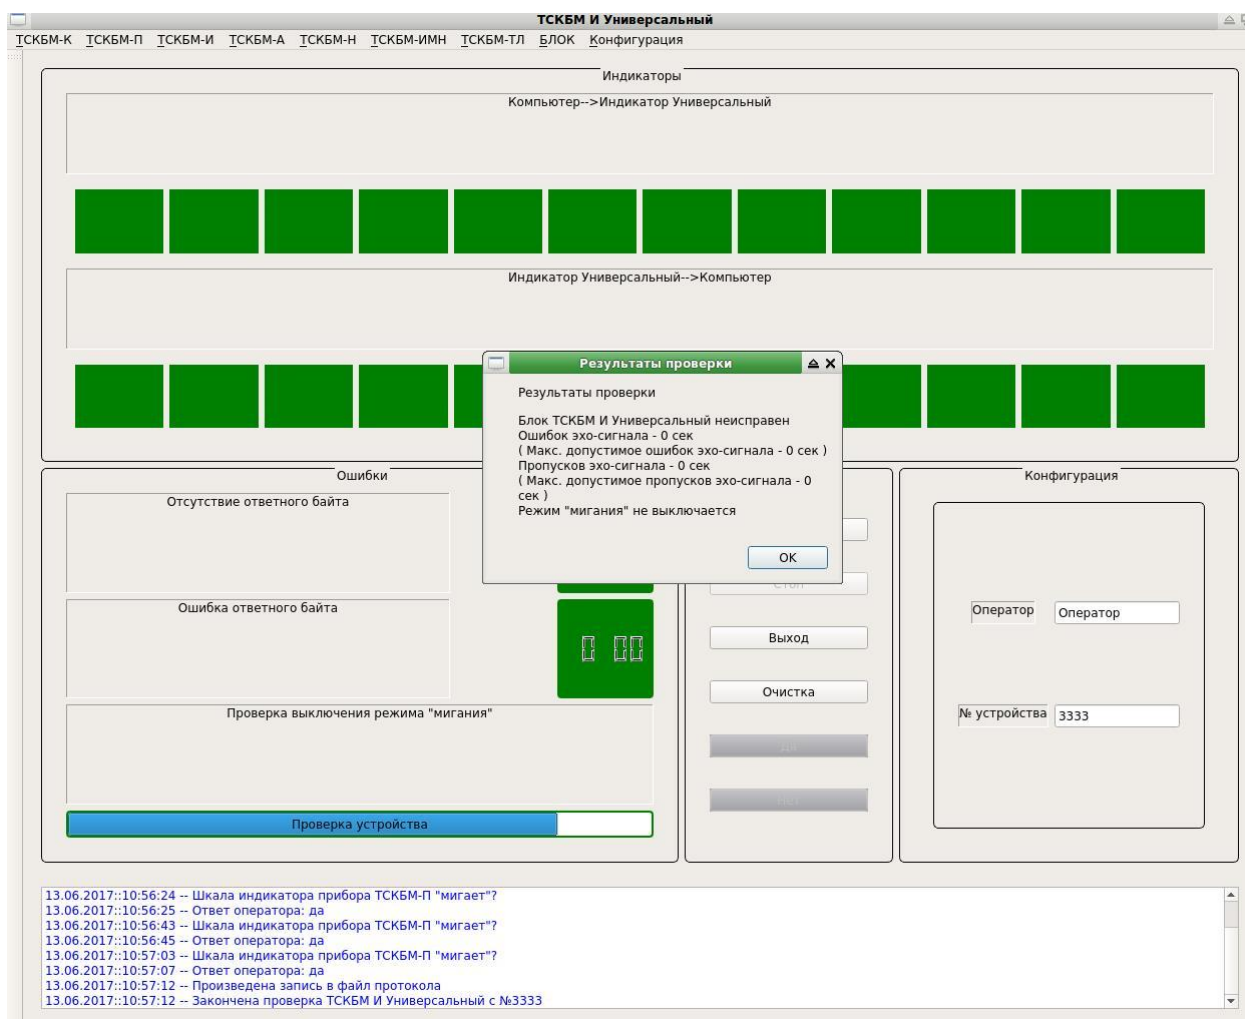 ТСКБМ И Универсальный
ТСКБМ-К ТСКБМ-П ТСКБМ-И ТСКБМ-А ТСКБМ-Н ТСКБМ-ИМН ТСКБМ-ТЛ БЛОК Конфигурация
Индикаторы
Компьютер-->Индикатор Универсальный
Индикатор Универсальный-->Компьютер
Результаты проверки
Результаты проверки
Блок ТСКБМ И Универсальный неисправен
Ошибок эхо-сигнала - 0 сек
( Макс. допустимое ошибок эхо-сигнала - 0 сек )
Пропусков эхо-сигнала - 0 сек
( Макс. допустимое пропусков эхо-сигнала - 0
сек )
Режим "мигания" не выключается
OK
Ошибки
Отсутствие ответного байта
Ошибка ответного байта
0 00
Проверка выключения режима "мигания"
Проверка устройства
Стоп
Выход
Очистка
Да
Нет
Конфигурация
Оператор Оператор
№ устройства 3333
13.06.2017::10:56:24 -- Шкала индикатора прибора ТСКБМ-П "мигает"?
13.06.2017::10:56:25 -- Ответ оператора: да
13.06.2017::10:56:43 -- Шкала индикатора прибора ТСКБМ-П "мигает"?
13.06.2017::10:56:45 -- Ответ оператора: да
13.06.2017::10:57:03 -- Шкала индикатора прибора ТСКБМ-П "мигает"?
13.06.2017::10:57:07 -- Ответ оператора: да
13.06.2017::10:57:12 -- Произведена запись в файл протокола
13.06.2017::10:57:12 -- Закончена проверка ТСКБМ И Универсальный с №3333